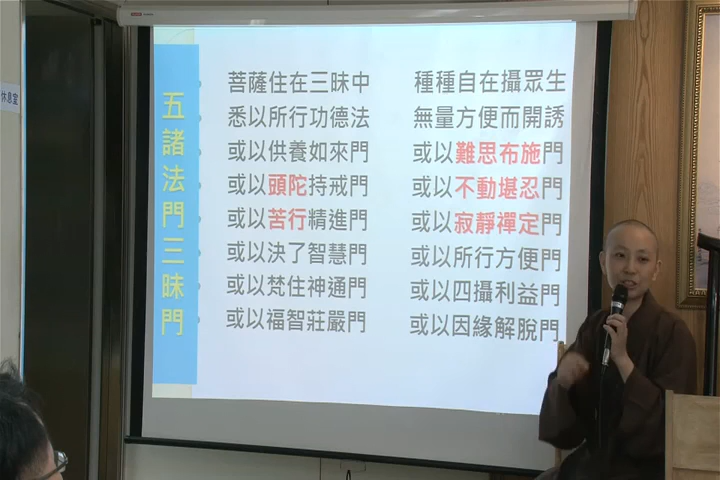 休息室
五諸法門三昧門
菩薩住在三昧中 種種自在攝眾生
悉以所行功德法 無量方便而開誘
或以供養如來門 或以難思布施門
或以頭陀持戒門 或以不動堪忍門
或以苦行精進門 或以寂靜禪定門
或以決了智慧門 或以所行方便門
或以梵住神通門 或以四攝利益門
或以福智莊嚴門 或以因緣解脫門